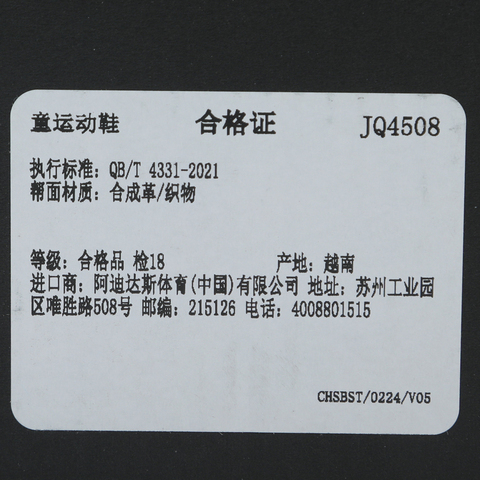 童运动鞋 合格证 JQ4508
执行标准: QB/T 4331-2021
帮面材质: 合成革/织物
等级: 合格品 检18 产地: 越南
进口商: 阿迪达斯体育(中国)有限公司 地址: 苏州工业园
区唯胜路508号 邮编: 215126 电话: 4008801515
CHSBST/0224/V05